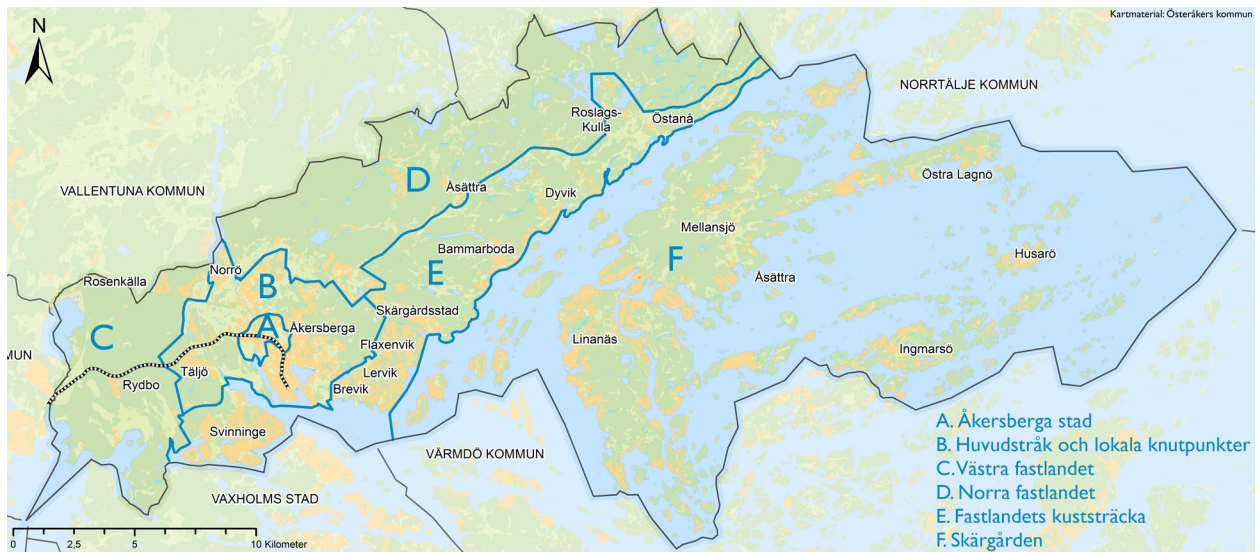 Kartmaterial: Österåkers kommun
N
NORRTÄLJE KOMMUN
Roslags-
Kulla
Östanå
VALLENTUNA KOMMUN
D
Åsättra
Östra Lagnö
Dyvik
Mellansjö
Bammarboda
Husarö
F
Norrö
E
Åsättra
Rosenkälla
B
Skärgårdsstad
C
A
Åkersberga
Flaxenvik
Linanäs
Ingmarsö
MUN
Täljö
Lervik
Rydbo
Brevik
Svinninge
VÄRMDÖ KOMMUN
VAXHOLMS STAD
A. Åkersberga stad
B. Huvudstråk och lokala knutpunkter
C. Västra fastlandet
D. Norra fastlandet
E. Fastlandets kuststräcka
F. Skärgården
0 2,5 5 10 Kilometer